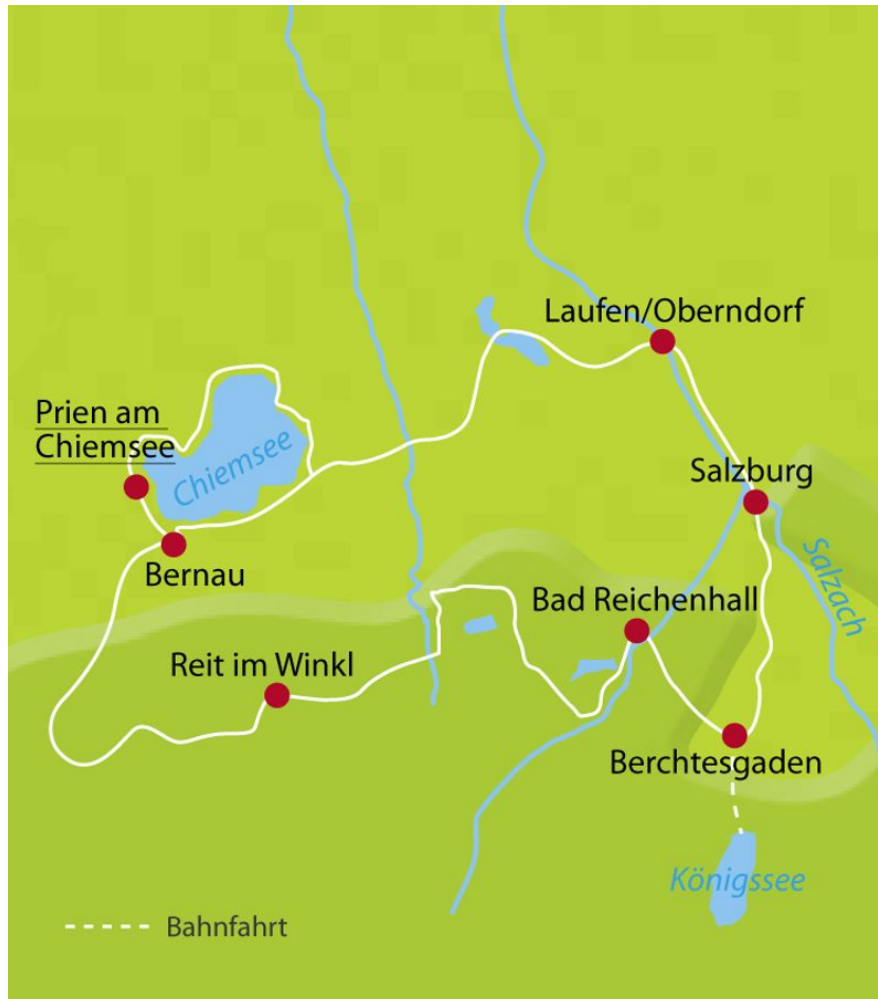 Laufen/Oberndorf
Prien am
Chiemsee
Chiemsee
Salzburg
Bernau
Salzach
Bad Reichenhall
Reit im Winkl
Berchtesgaden
Königssee
Bahnfahrt